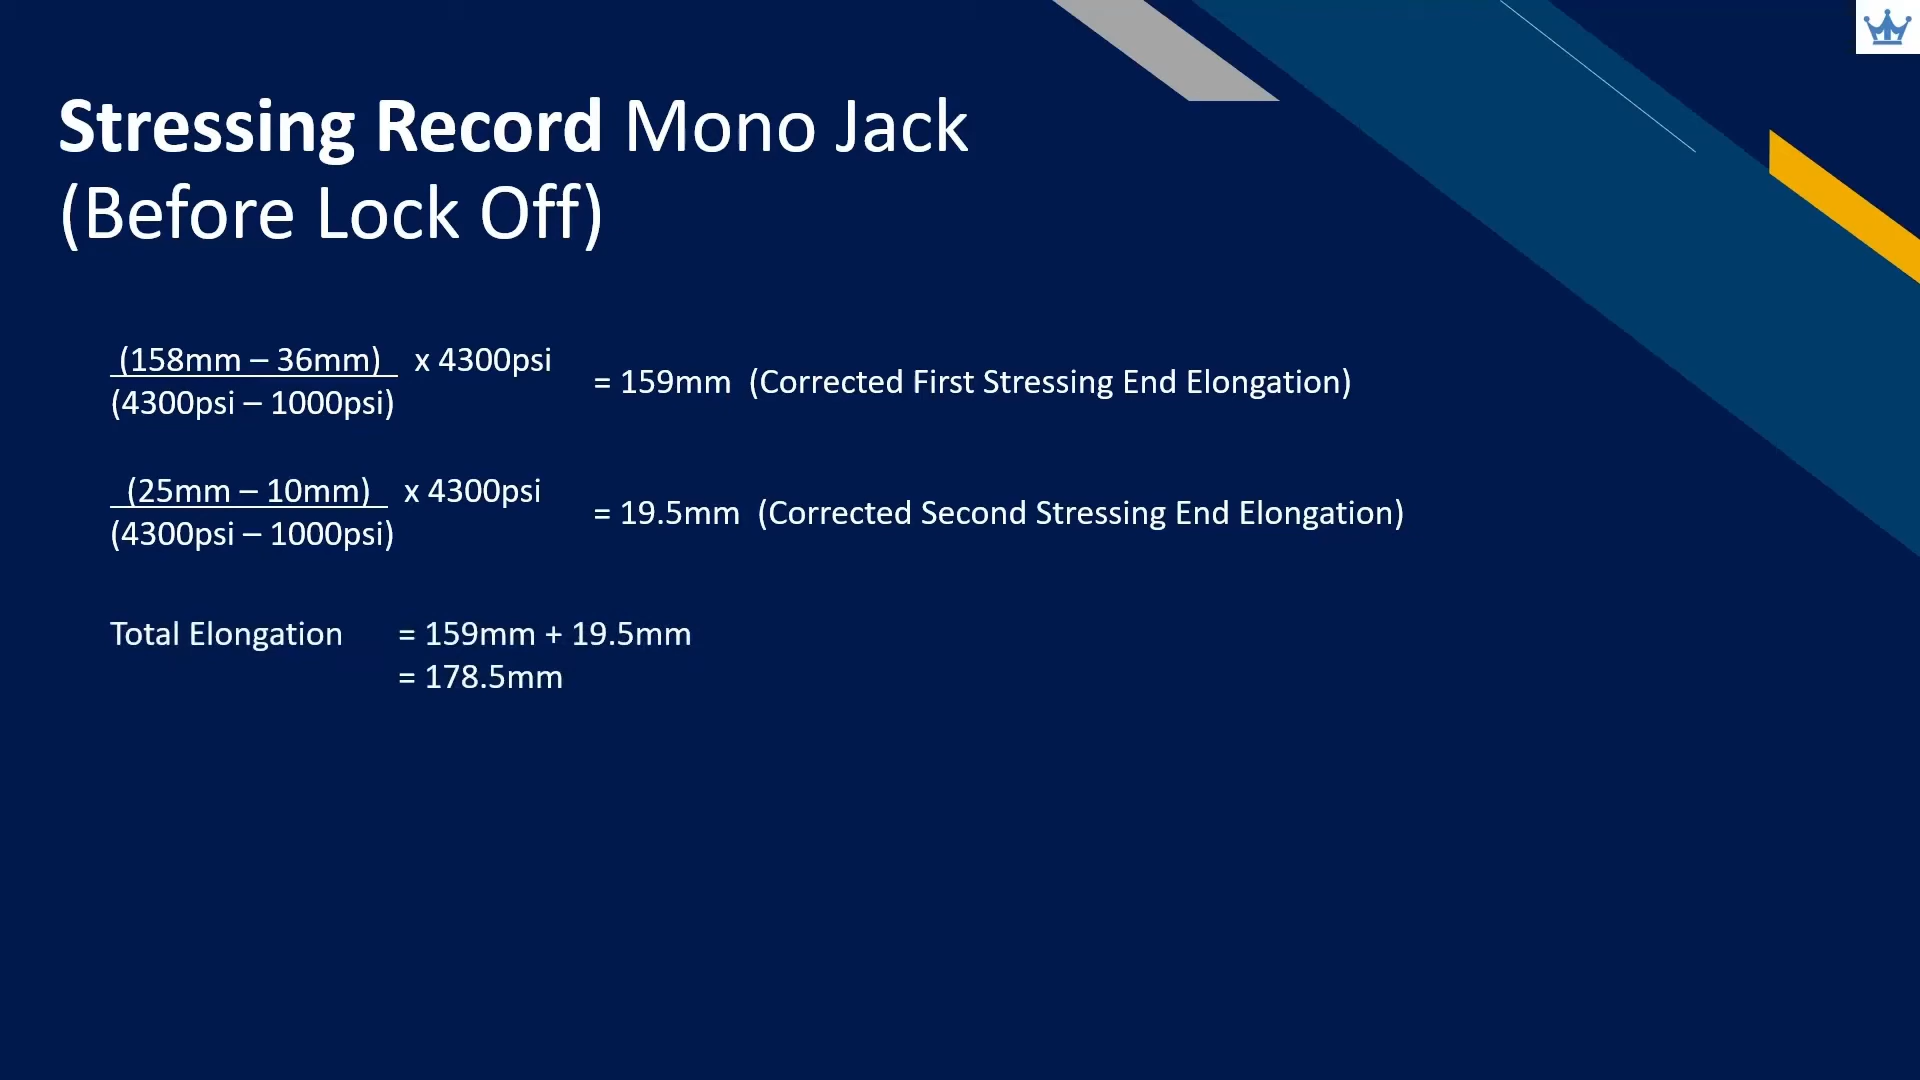 Stressing Record Mono Jack
(Before Lock Off)
(158mm – 36mm) x 4300psi
(4300psi – 1000psi)
= 159mm (Corrected First Stressing End Elongation)
(25mm – 10mm) x 4300psi
(4300psi – 1000psi)
= 19.5mm (Corrected Second Stressing End Elongation)
Total Elongation = 159mm + 19.5mm
= 178.5mm